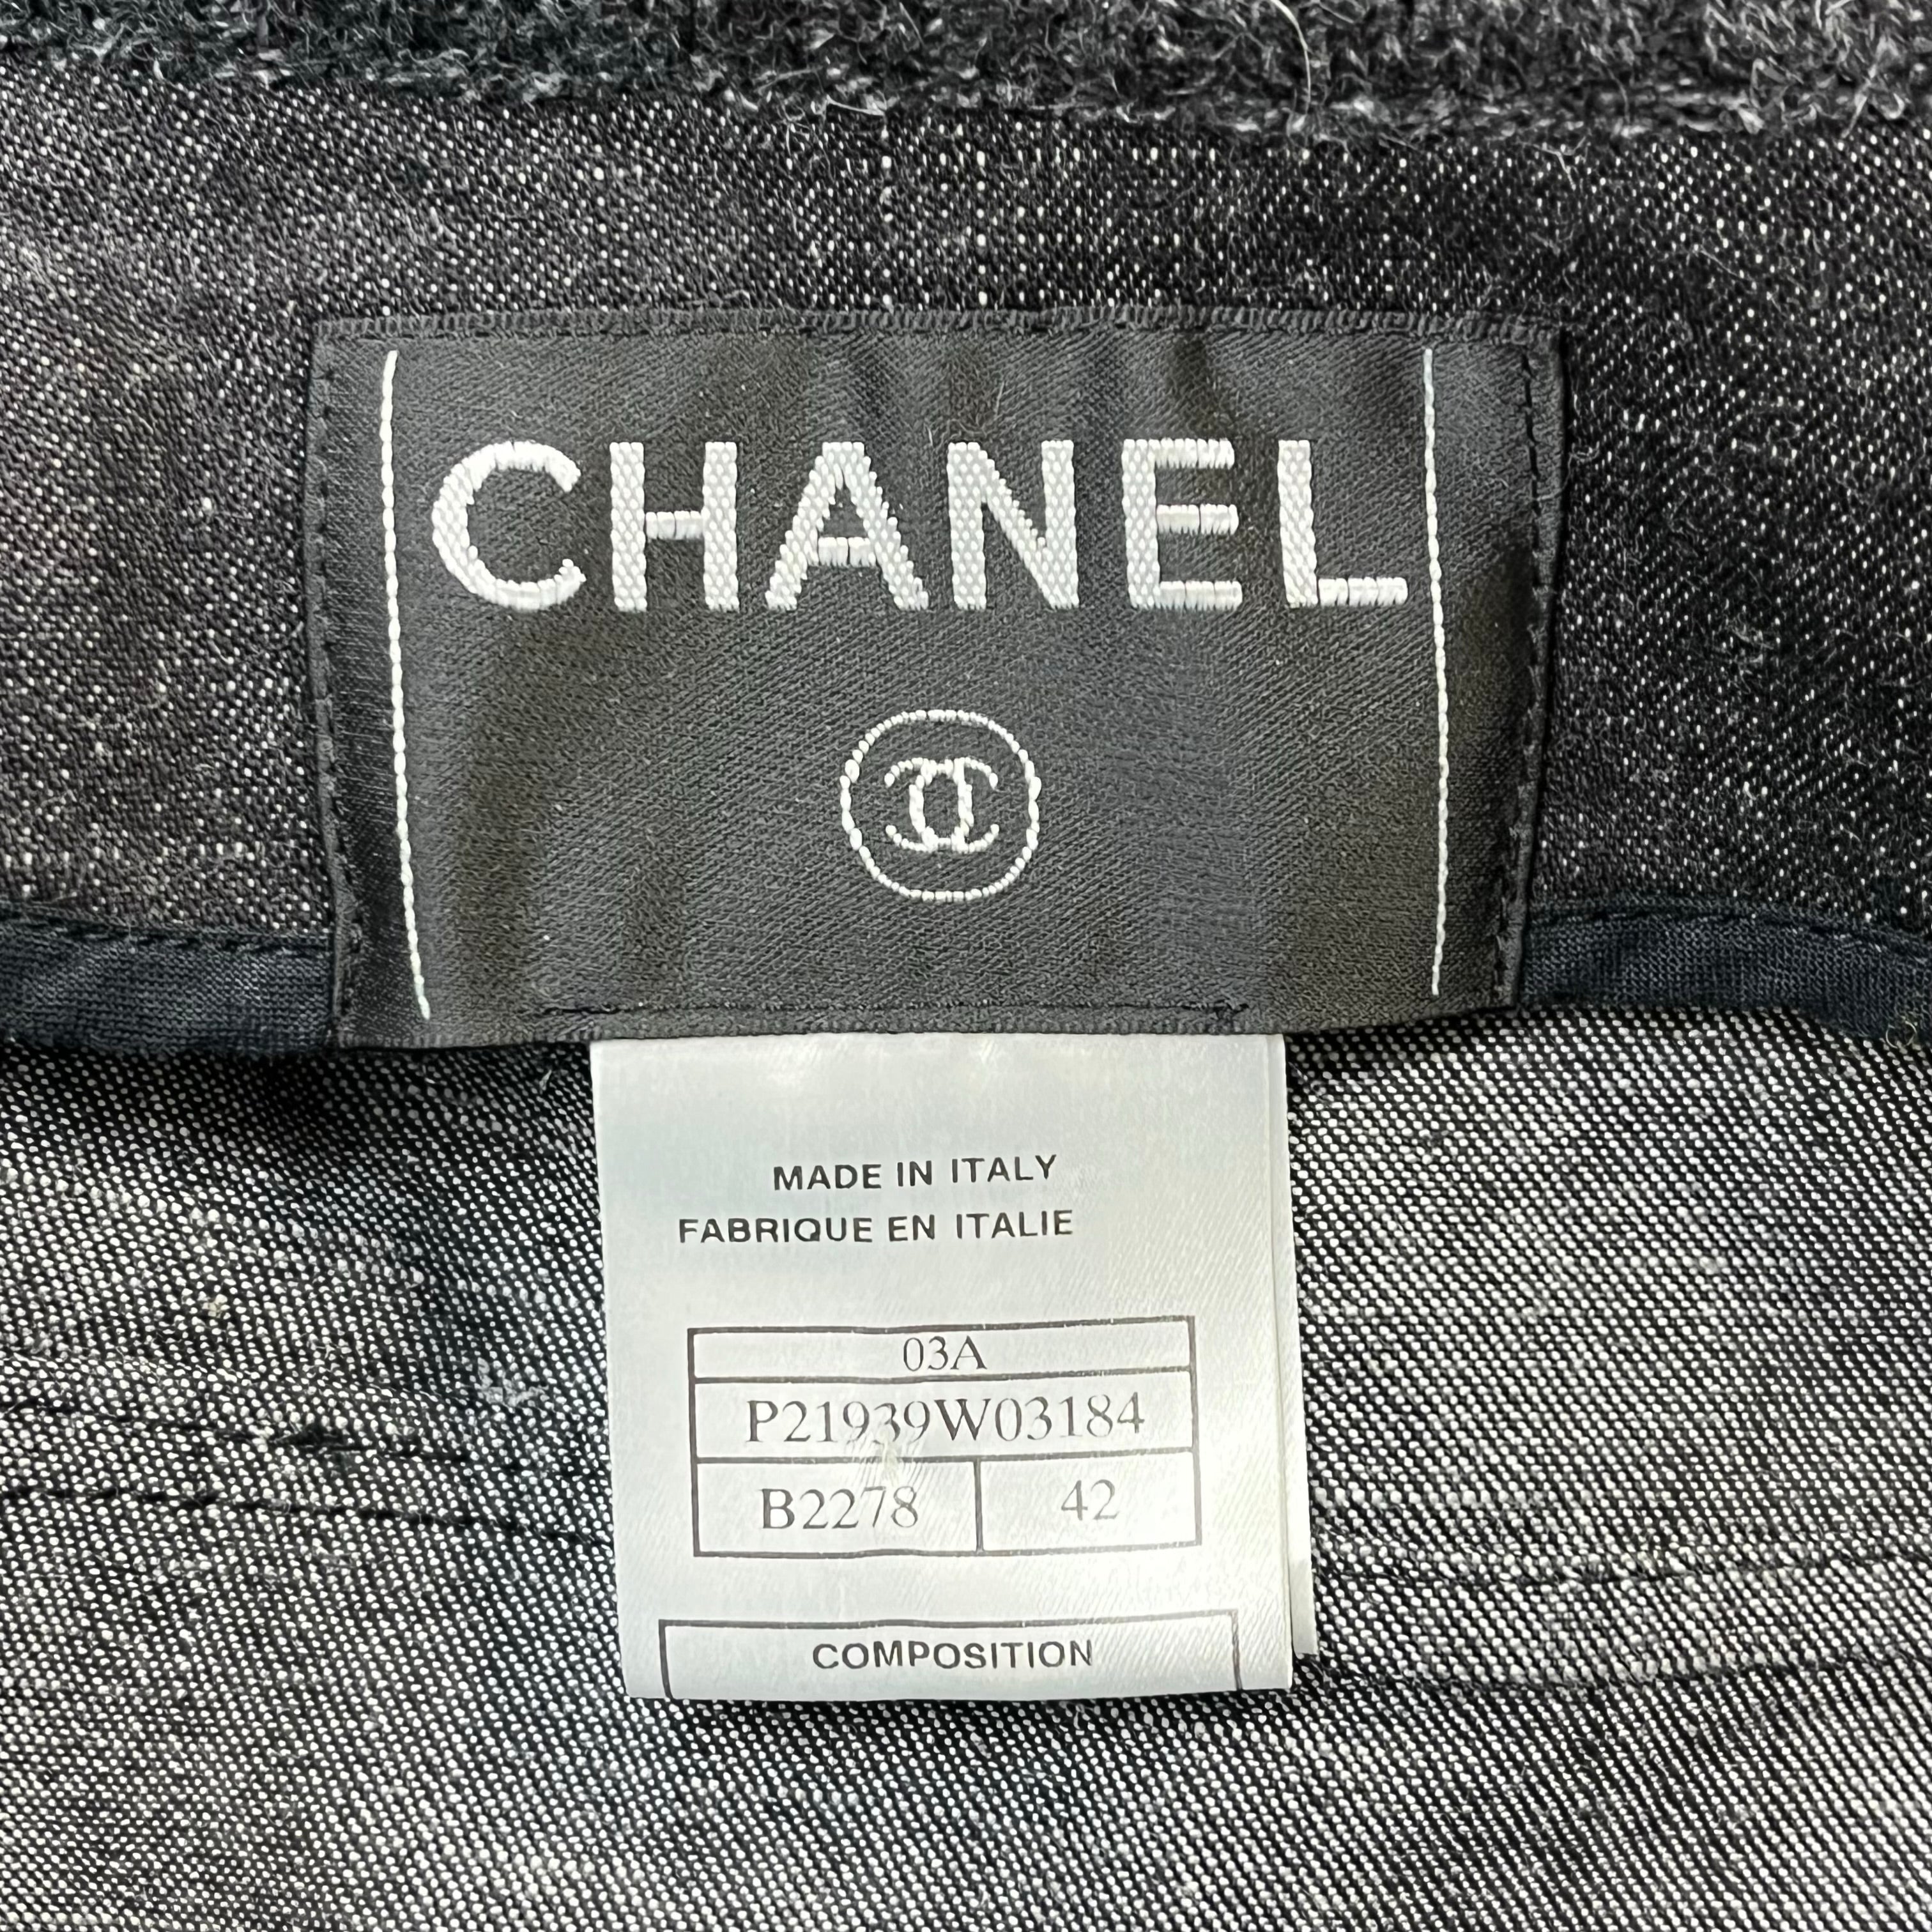 CHANEL
MADE IN ITALY
FABRIQUE EN ITALIE
03A
P21939W03184
B2278 42
COMPOSITION